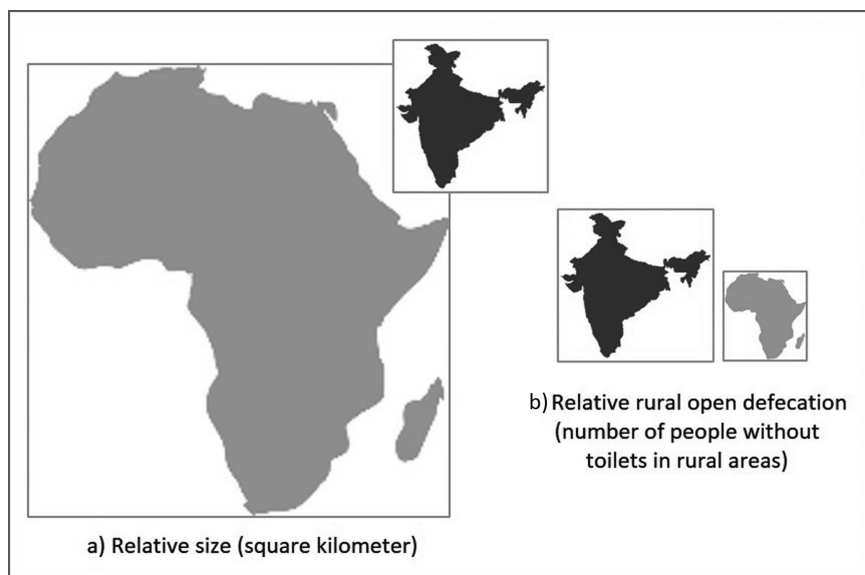 a) Relative size (square kilometer)
b) Relative rural open defecation
(number of people without
toilets in rural areas)